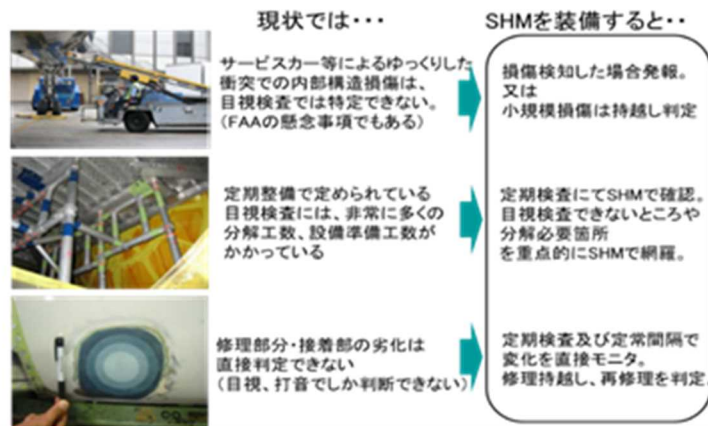 現状では・・・
SHMを装備すると・・
サービスカー等によるゆっくりした
衝突での内部構造損傷は、
目視検査では特定できない。
（FAAの懸念事項でもある）
損傷検知した場合発報。
又は
小規模損傷は持越し判定
定期整備で定められている
目視検査には、非常に多くの
分解工数、設備準備工数が
かかっている
定期検査にてSHMで確認。
目視検査できないところや
分解必要箇所
を重点的にSHMで網羅。
修理部分・接着部の劣化は
直接判定できない
（目視、打音でしか判断できない）
定期検査及び定常間隔で
変化を直接モニタ。
修理持越し、再修理を判定。